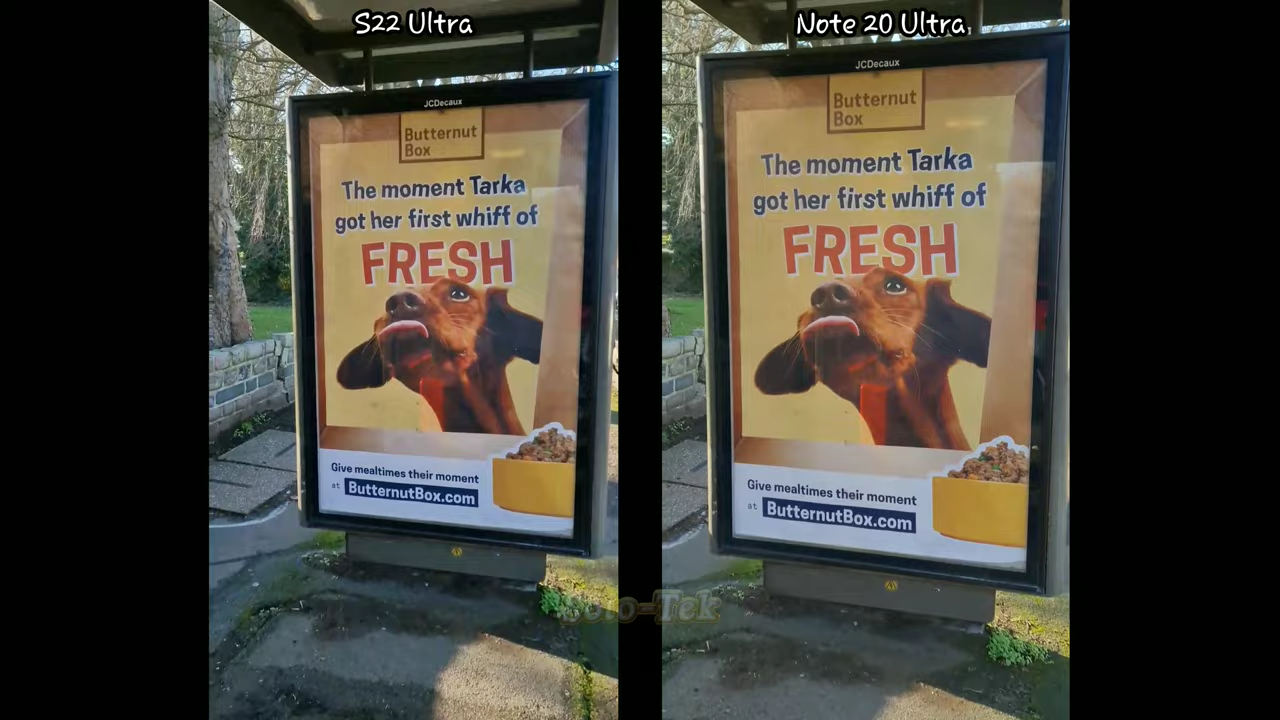 S22 Ultra
JCDecaux
Butternut
Box
The moment Tarka
got her first whiff of
FRESH
Give mealtimes their moment
at ButternutBox.com
Note 20 Ultra
JCDecaux
Butternut
Box
The moment Tarka
got her first whiff of
FRESH
Give mealtimes their moment
at ButternutBox.com